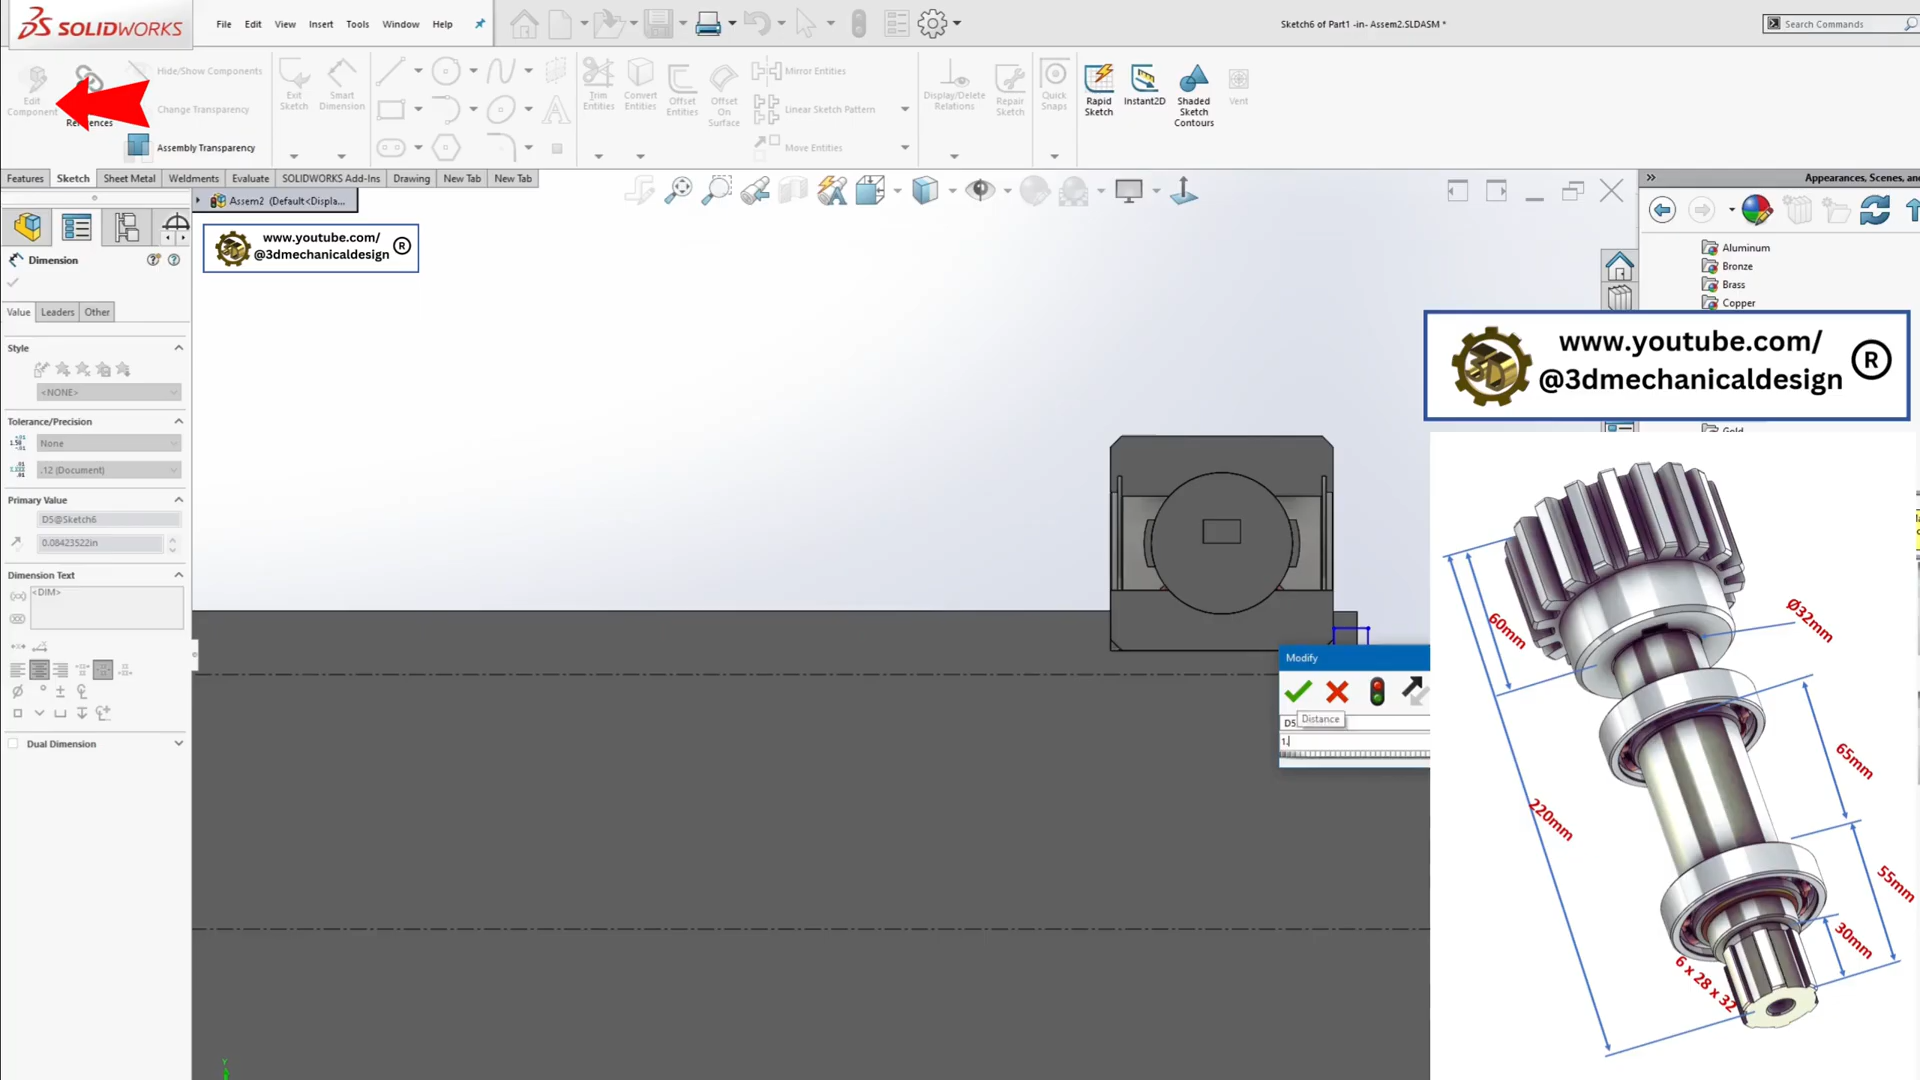 SOLIDWORKS
File Edit View Insert Tools Window Help
Sketch6 of Part1 -in- Assem2.SLDASM *
Search Commands
Edit Component
References
Hide/Show Components
Change Transparency
Assembly Transparency
Exit Sketch
Smart Dimension
Trim Entities
Convert Entities
Offset Entities
Offset On Surface
Mirror Entities
Linear Sketch Pattern
Move Entities
Display/Delete Relations
Repair Sketch
Quick Snaps
Rapid Sketch
Instant2D
Shaded Sketch Contours
Vent
Features Sketch Sheet Metal Weldments Evaluate SOLIDWORKS Add-Ins Drawing New Tab New Tab
Assem2 (Default<Displa...
Appearances, Scenes, an
www.youtube.com/
@3dmechanicaldesign ®
Dimension
Value Leaders Other
Style
<NONE>
Tolerance/Precision
None
.12 (Document)
Primary Value
D5@Sketch6
0.08423522in
Dimension Text
<DIM>
Dual Dimension
Aluminum
Bronze
Brass
Copper
Gold
www.youtube.com/
@3dmechanicaldesign ®
Modify
D5
Distance
1.
60mm
Ø32mm
65mm
220mm
55mm
30mm
6 x 28 x 32